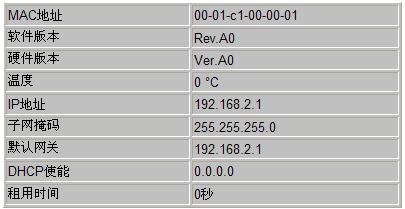 MAC地址 00-01-c1-00-00-01
软件版本 Rev.A0
硬件版本 Ver.A0
温度 0 °C
IP地址 192.168.2.1
子网掩码 255.255.255.0
默认网关 192.168.2.1
DHCP使能 0.0.0.0
租用时间 0秒